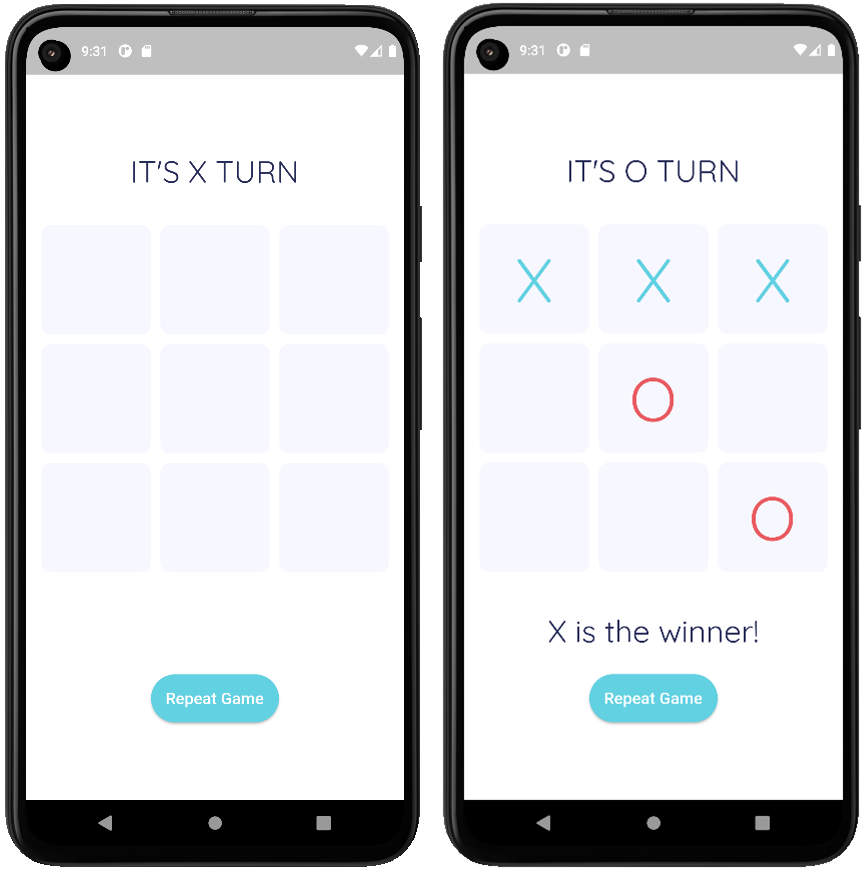 9:31
IT'S X TURN
Repeat Game
9:31
IT'S O TURN
X X X
O
O
X is the winner!
Repeat Game